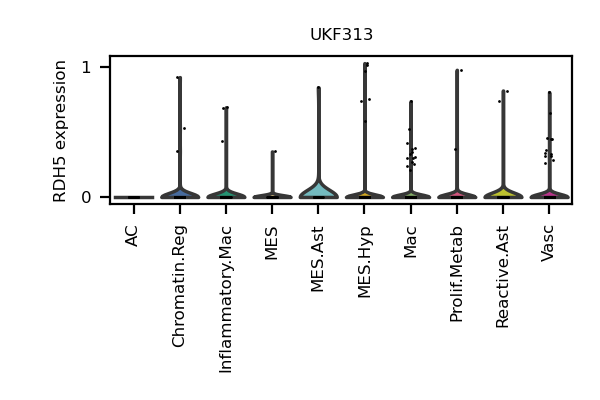 UKF313
RDH5 expression
1
0
AC
Chromatin.Reg
Inflammatory.Mac
MES
MES.Ast
MES.Hyp
Mac
Prolif.Metab
Reactive.Ast
Vasc